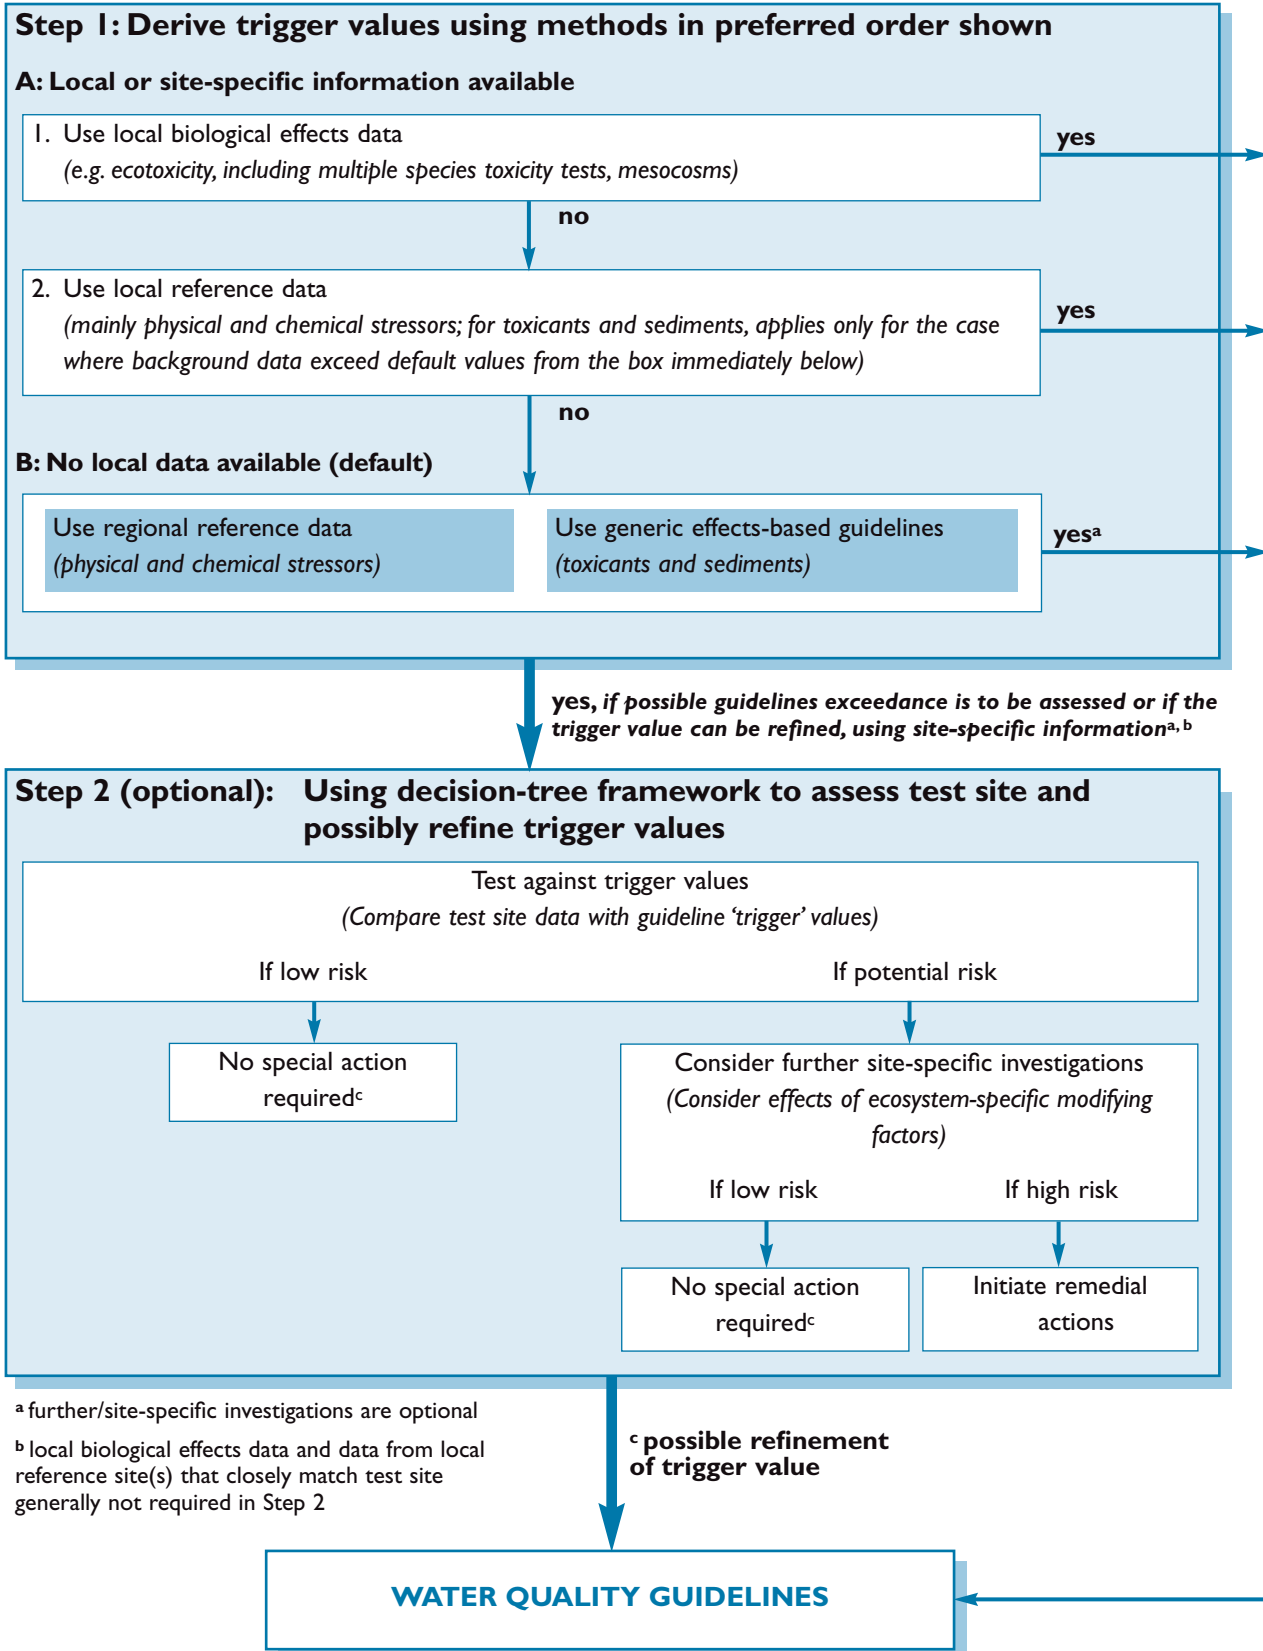 Step 1: Derive trigger values using methods in preferred order shown
A: Local or site-specific information available
1. Use local biological effects data
(e.g. ecotoxicity, including multiple species toxicity tests, mesocosms)
yes
no
2. Use local reference data
(mainly physical and chemical stressors; for toxicants and sediments, applies only for the case
where background data exceed default values from the box immediately below)
yes
no
B: No local data available (default)
Use regional reference data
(physical and chemical stressors)
Use generic effects-based guidelines
(toxicants and sediments)
yesᵃ
yes, if possible guidelines exceedance is to be assessed or if the
trigger value can be refined, using site-specific informationᵃ, ᵇ
Step 2 (optional): Using decision-tree framework to assess test site and
possibly refine trigger values
Test against trigger values
(Compare test site data with guideline ‘trigger’ values)
If low risk
If potential risk
No special action
requiredᶜ
Consider further site-specific investigations
(Consider effects of ecosystem-specific modifying
factors)
If low risk
If high risk
No special action
requiredᶜ
Initiate remedial
actions
ᵃ further/site-specific investigations are optional
ᵇ local biological effects data and data from local
reference site(s) that closely match test site
generally not required in Step 2
ᶜ possible refinement
of trigger value
WATER QUALITY GUIDELINES